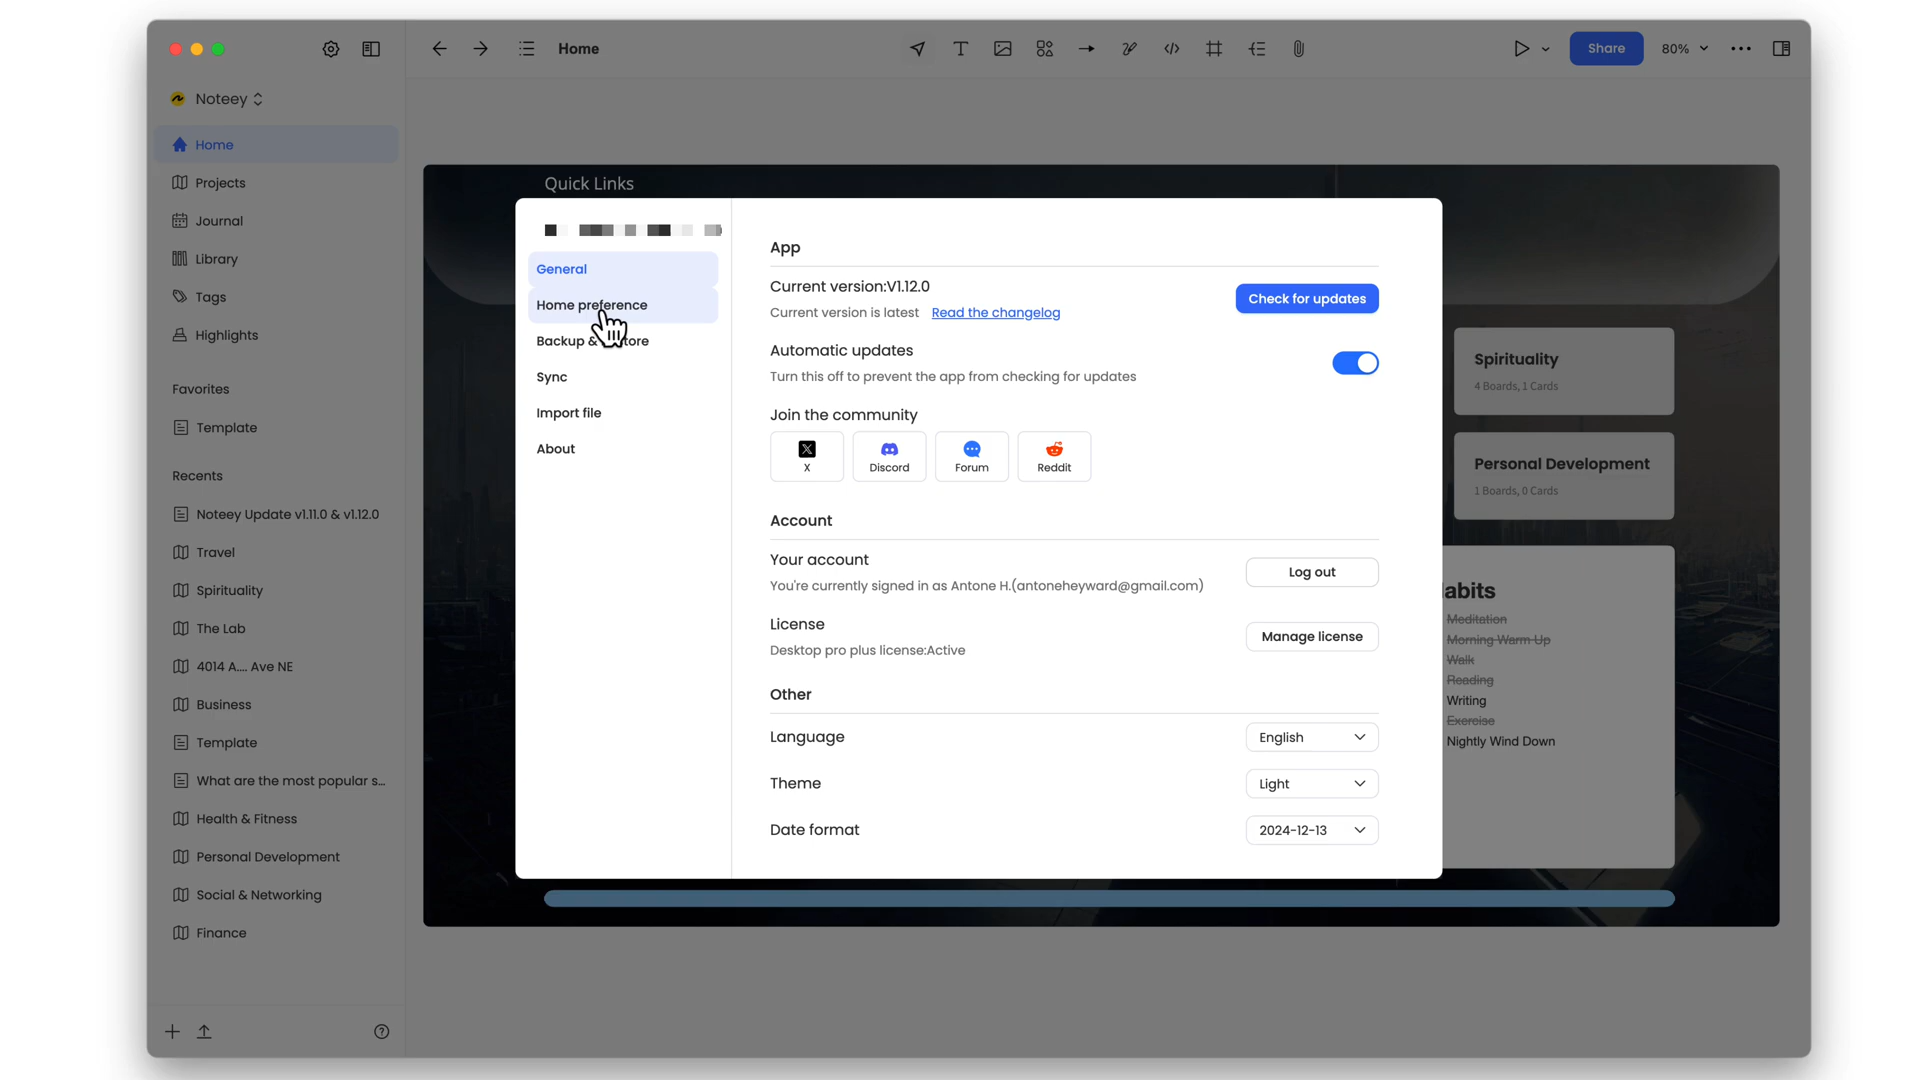 Home
Share
80%
Noteey
Home
Projects
Journal
Library
Tags
Highlights
Favorites
Template
Recents
Noteey Update v1.11.0 & v1.12.0
Travel
Spirituality
The Lab
4014 A.... Ave NE
Business
Template
What are the most popular s...
Health & Fitness
Personal Development
Social & Networking
Finance
Quick Links
General
Home preference
Backup &
Sync
Import file
About
App
Current version:V1.12.0
Current version is latest Read the changelog
Check for updates
Automatic updates
Turn this off to prevent the app from checking for updates
Join the community
X
Discord
Forum
Reddit
Account
Your account
You're currently signed in as Antone H.(antoneheyward@gmail.com)
Log out
License
Desktop pro plus license:Active
Manage license
Other
Language
English
Theme
Light
Date format
2024-12-13
Spirituality
4 Boards, 1 Cards
Personal Development
1 Boards, 0 Cards
abits
Meditation
Morning Warm Up
Walk
Reading
Writing
Exercise
Nightly Wind Down